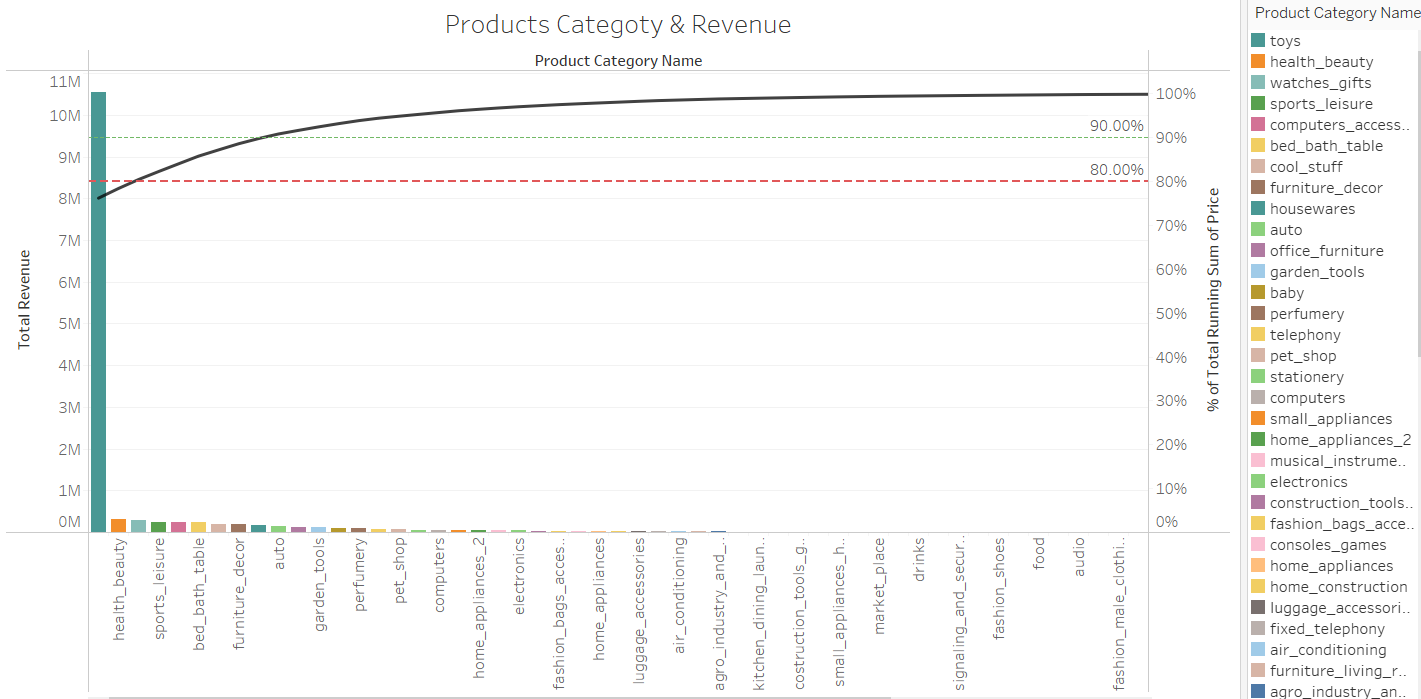 Products Categoty & Revenue
Product Category Name
Total Revenue
11M
10M
9M
8M
7M
6M
5M
4M
3M
2M
1M
0M
90.00%
80.00%
100%
90%
80%
70%
60%
50%
40%
30%
20%
10%
0%
% of Total Running Sum of Price
health_beauty
sports_leisure
bed_bath_table
furniture_decor
auto
garden_tools
perfumery
pet_shop
computers
home_appliances_2
electronics
fashion_bags_acces..
home_appliances
luggage_accessories
air_conditioning
agro_industry_and_..
kitchen_dining_laun..
costruction_tools_g..
small_appliances_h..
market_place
drinks
signaling_and_secur..
fashion_shoes
food
audio
fashion_male_clothi..
Product Category Name
toys
health_beauty
watches_gifts
sports_leisure
computers_access..
bed_bath_table
cool_stuff
furniture_decor
housewares
auto
office_furniture
garden_tools
baby
perfumery
telephony
pet_shop
stationery
computers
small_appliances
home_appliances_2
musical_instrume..
electronics
construction_tools..
fashion_bags_acce..
consoles_games
home_appliances
home_construction
luggage_accessori..
fixed_telephony
air_conditioning
furniture_living_r..
agro_industry_an..